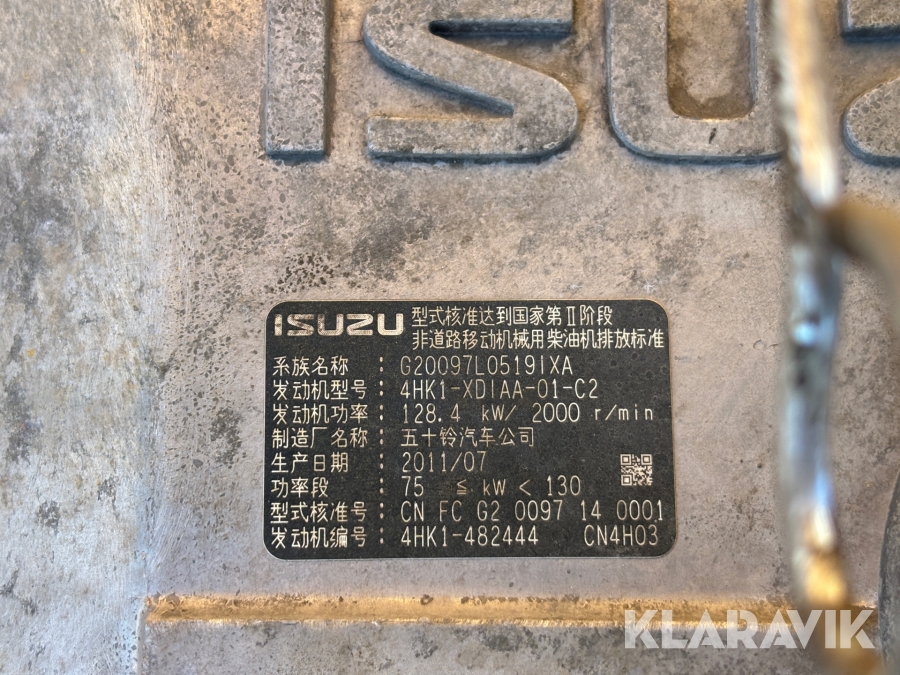 ISUZ
ISUZU 型式核准达到国家第Ⅱ阶段
非道路移动机械用柴油机排放标准
系族名称 : G20097L0519IXA
发动机型号 : 4HK1-XDIAA-01-C2
发动机功率 : 128.4 kW/ 2000 r/min
制造厂名称 : 五十铃汽车公司
生产日期 : 2011/07
功率段 : 75 ≦ kW < 130
型式核准号 : CN FC G2 0097 14 0001
发动机编号 : 4HK1-482444 CN4H03
KLARAVIK